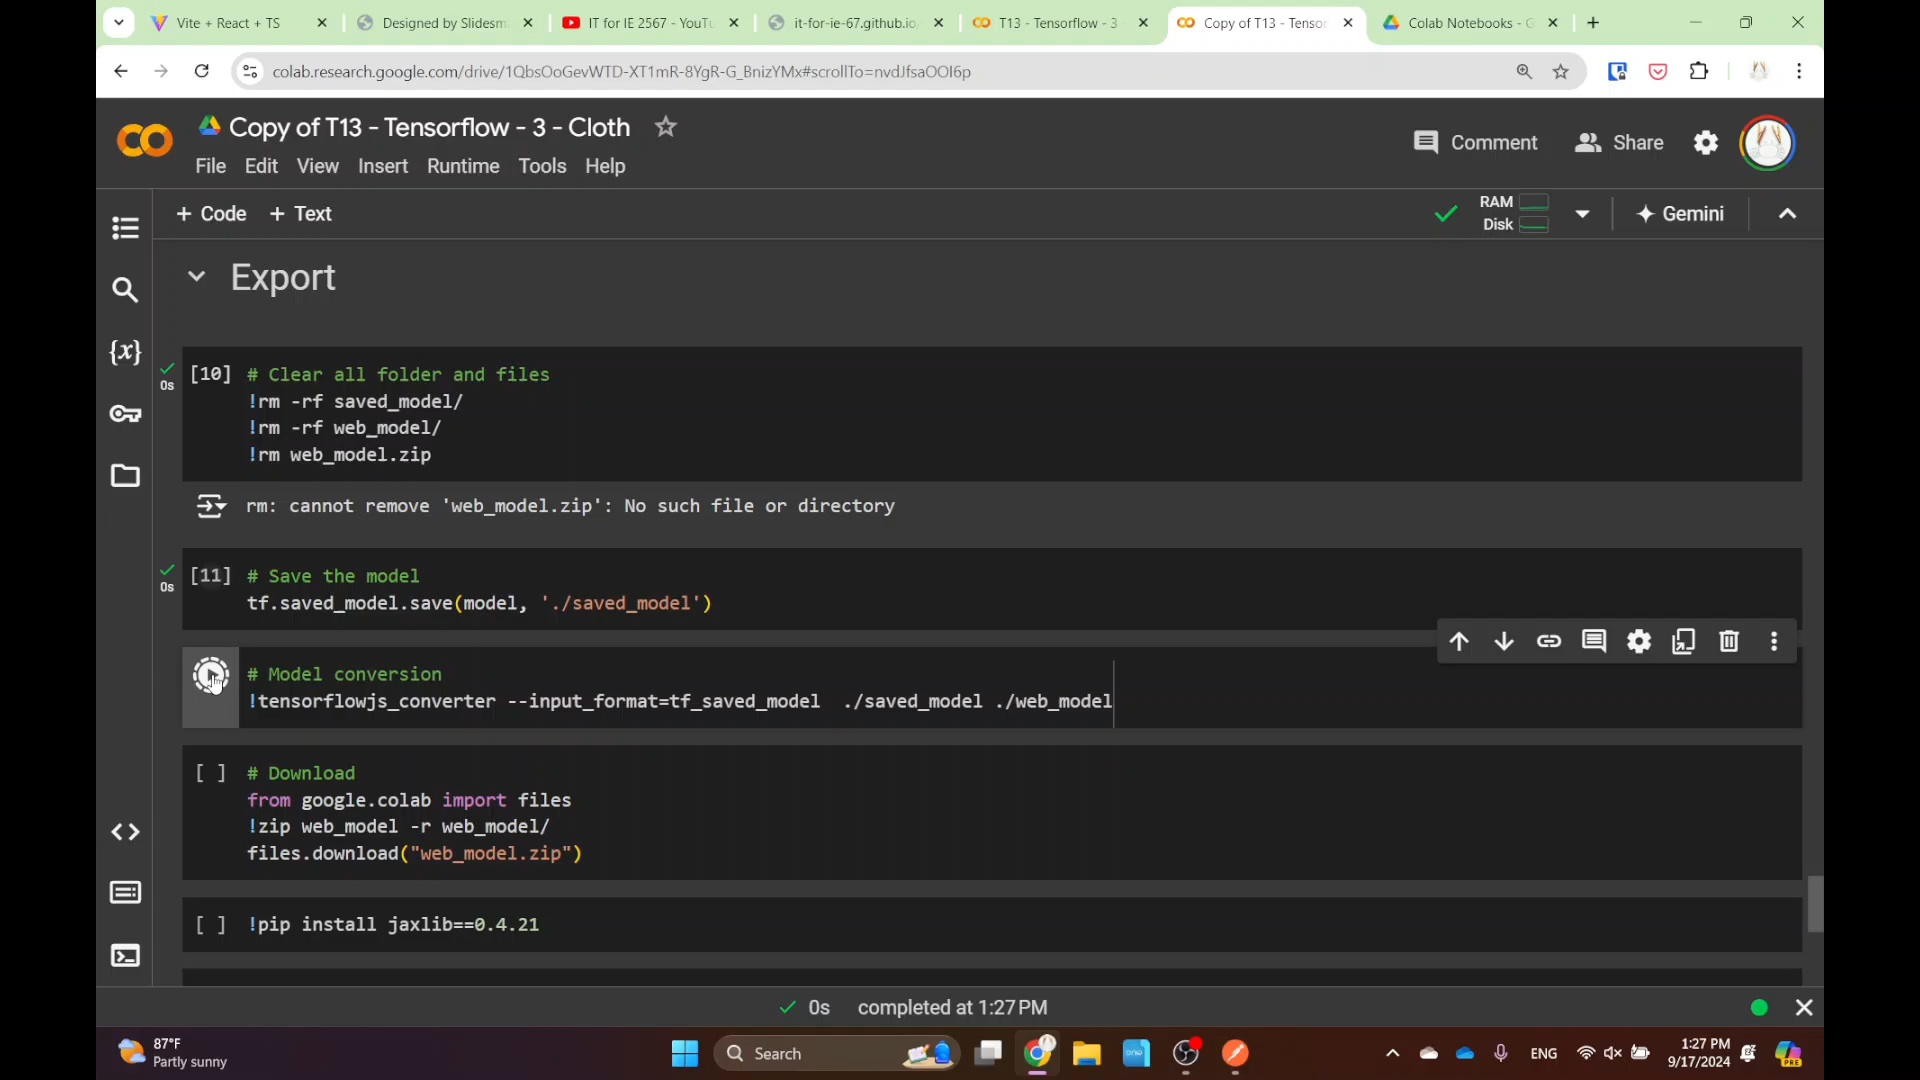 Vite + React + TS
Designed by Slidesm
IT for IE 2567 - YouTu
it-for-ie-67.github.io
T13 - Tensorflow - 3
Copy of T13 - Tensor
Colab Notebooks - G
colab.research.google.com/drive/1QbsOoGevWTD-XT1mR-8YgR-G_BnizYMx#scrollTo=nvdJfsaOOI6p
Copy of T13 - Tensorflow - 3 - Cloth
Comment
Share
File Edit View Insert Runtime Tools Help
+ Code + Text
RAM
Disk
Gemini
Export
0s
[10] # Clear all folder and files
!rm -rf saved_model/
!rm -rf web_model/
!rm web_model.zip
rm: cannot remove 'web_model.zip': No such file or directory
0s
[11] # Save the model
tf.saved_model.save(model, './saved_model')
# Model conversion
!tensorflowjs_converter --input_format=tf_saved_model  ./saved_model ./web_model
[ ] # Download
from google.colab import files
!zip web_model -r web_model/
files.download("web_model.zip")
[ ] !pip install jaxlib==0.4.21
0s completed at 1:27 PM
87°F
Partly sunny
Search
ENG
1:27 PM
9/17/2024
PRE